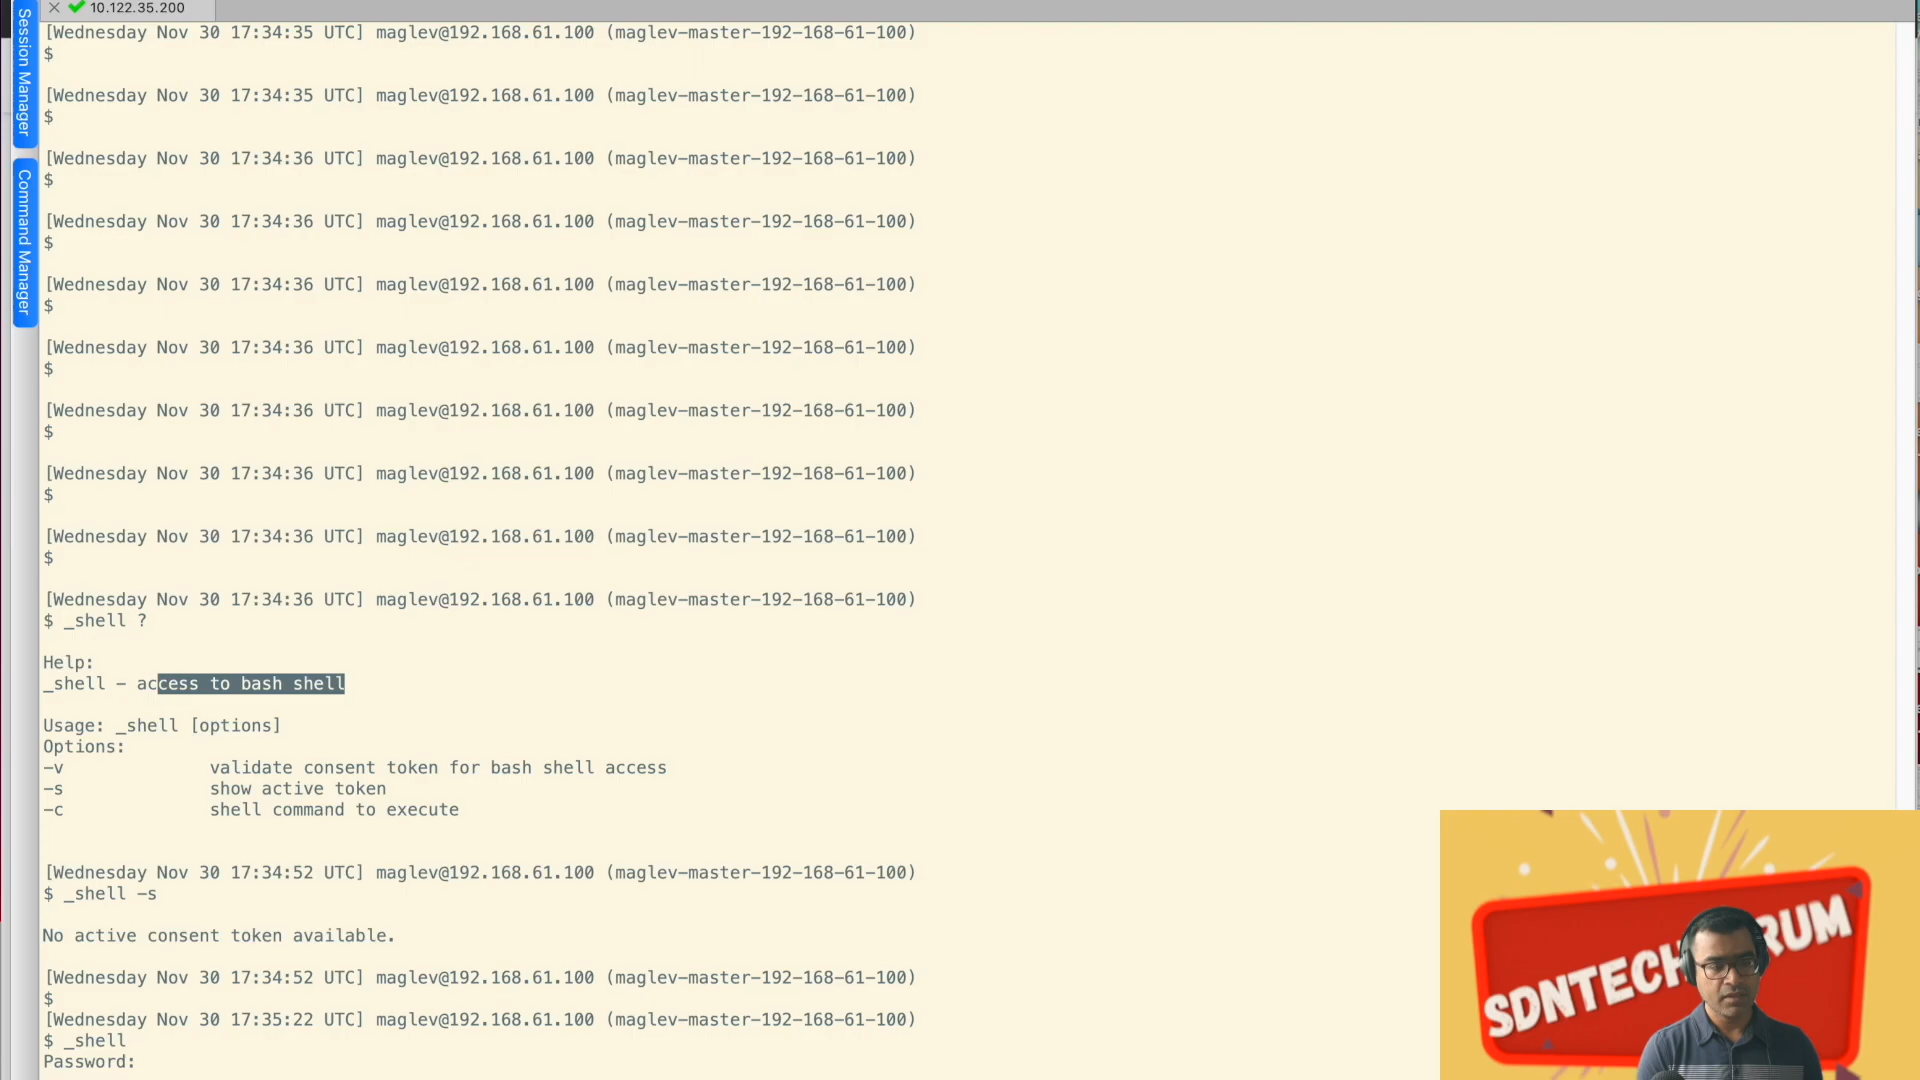 10.122.35.200
Session Manager
Command Manager
[Wednesday Nov 30 17:34:35 UTC] maglev@192.168.61.100 (maglev-master-192-168-61-100)
$
[Wednesday Nov 30 17:34:35 UTC] maglev@192.168.61.100 (maglev-master-192-168-61-100)
$
[Wednesday Nov 30 17:34:36 UTC] maglev@192.168.61.100 (maglev-master-192-168-61-100)
$
[Wednesday Nov 30 17:34:36 UTC] maglev@192.168.61.100 (maglev-master-192-168-61-100)
$
[Wednesday Nov 30 17:34:36 UTC] maglev@192.168.61.100 (maglev-master-192-168-61-100)
$
[Wednesday Nov 30 17:34:36 UTC] maglev@192.168.61.100 (maglev-master-192-168-61-100)
$
[Wednesday Nov 30 17:34:36 UTC] maglev@192.168.61.100 (maglev-master-192-168-61-100)
$
[Wednesday Nov 30 17:34:36 UTC] maglev@192.168.61.100 (maglev-master-192-168-61-100)
$
[Wednesday Nov 30 17:34:36 UTC] maglev@192.168.61.100 (maglev-master-192-168-61-100)
$
[Wednesday Nov 30 17:34:36 UTC] maglev@192.168.61.100 (maglev-master-192-168-61-100)
$ _shell ?
Help:
_shell - access to bash shell
Usage: _shell [options]
Options:
-v validate consent token for bash shell access
-s show active token
-c shell command to execute
[Wednesday Nov 30 17:34:52 UTC] maglev@192.168.61.100 (maglev-master-192-168-61-100)
$ _shell -s
No active consent token available.
[Wednesday Nov 30 17:34:52 UTC] maglev@192.168.61.100 (maglev-master-192-168-61-100)
$
[Wednesday Nov 30 17:35:22 UTC] maglev@192.168.61.100 (maglev-master-192-168-61-100)
$ _shell
Password: